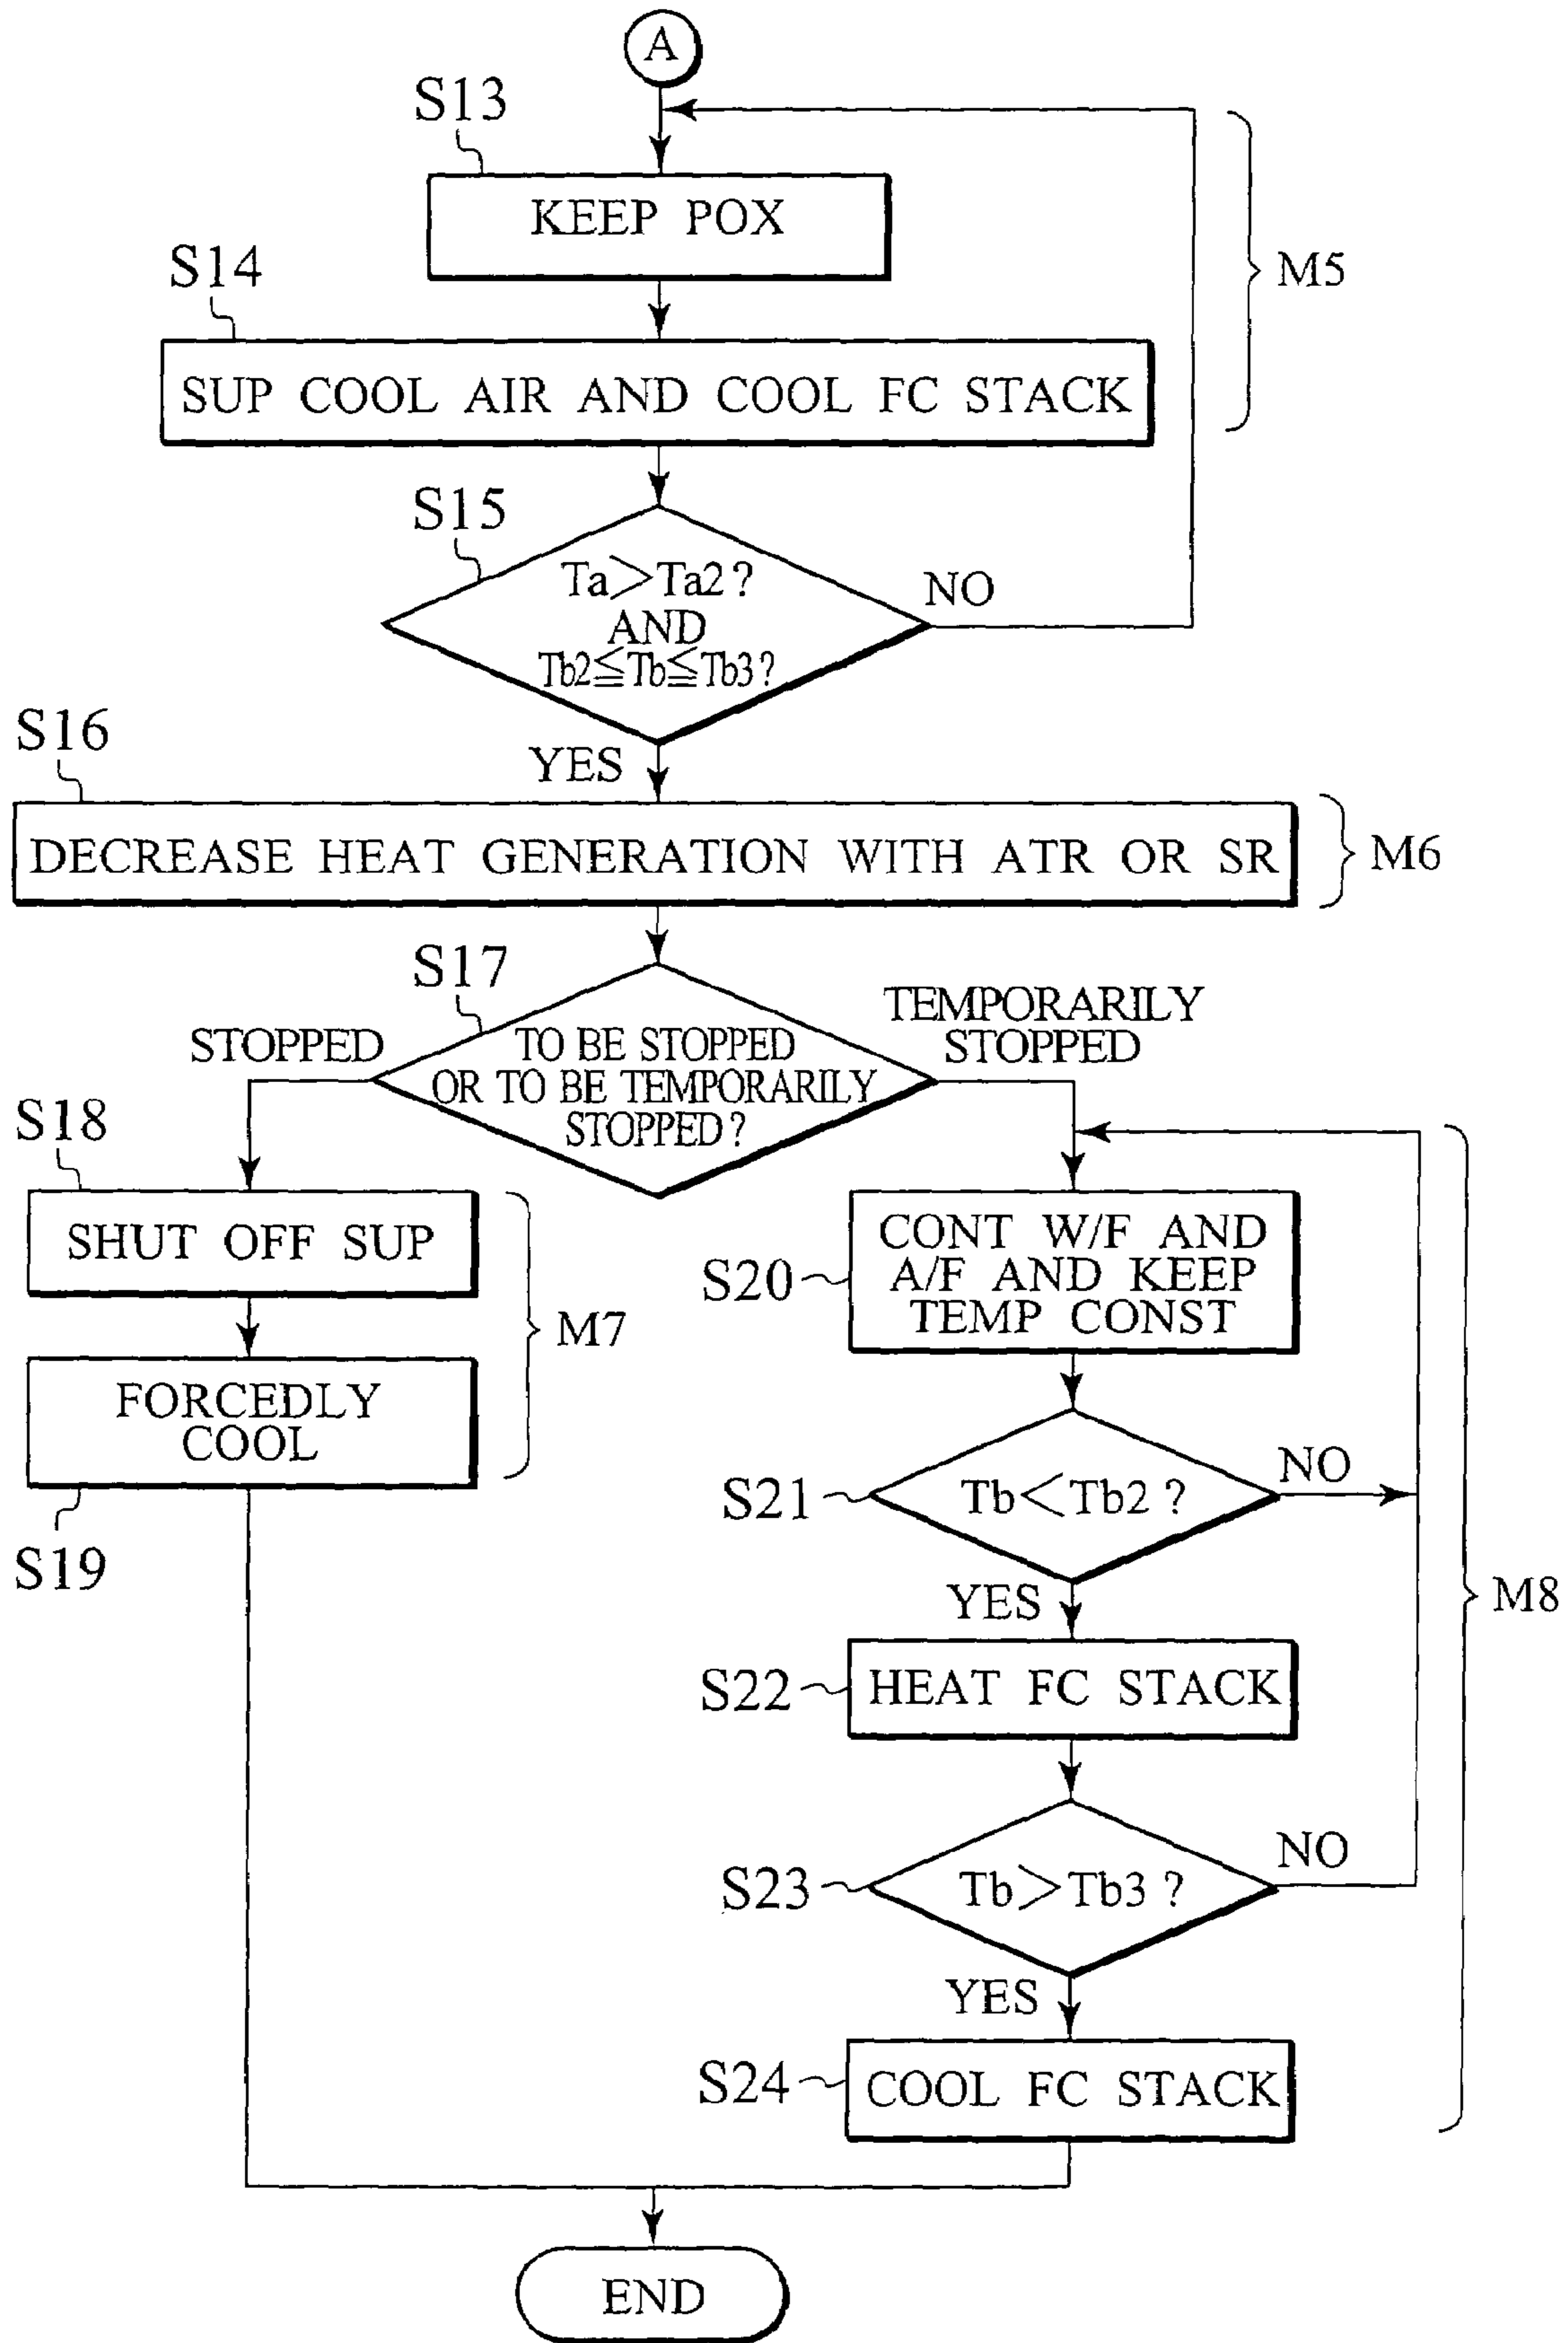 A
S13
KEEP POX
S14
SUP COOL AIR AND COOL FC STACK
M5
S15
Ta>Ta2?
AND
Tb2≦Tb≦Tb3?
NO
YES
S16
DECREASE HEAT GENERATION WITH ATR OR SR
M6
S17
TO BE STOPPED
OR TO BE TEMPORARILY
STOPPED?
STOPPED
TEMPORARILY
STOPPED
S18
SHUT OFF SUP
FORCEDLY
COOL
S19
M7
S20
CONT W/F AND
A/F AND KEEP
TEMP CONST
S21
Tb<Tb2?
NO
YES
S22
HEAT FC STACK
M8
S23
Tb>Tb3?
NO
YES
S24
COOL FC STACK
END